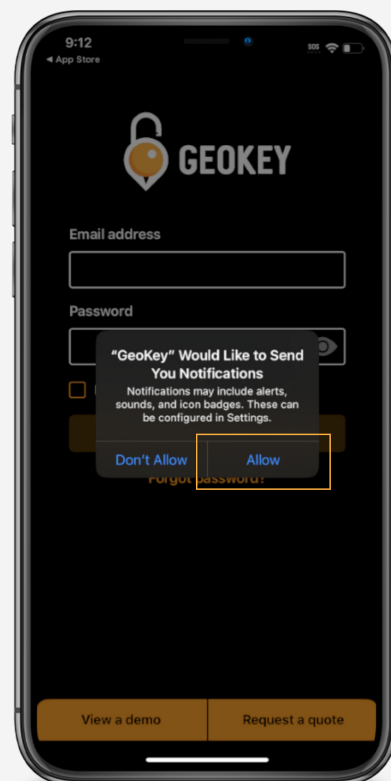 9:12
SOS
◀ App Store
GEOKEY
Email address
Password
“GeoKey” Would Like to Send
You Notifications
Notifications may include alerts,
sounds, and icon badges. These can
be configured in Settings.
Don’t Allow
Allow
Forgot password?
View a demo
Request a quote